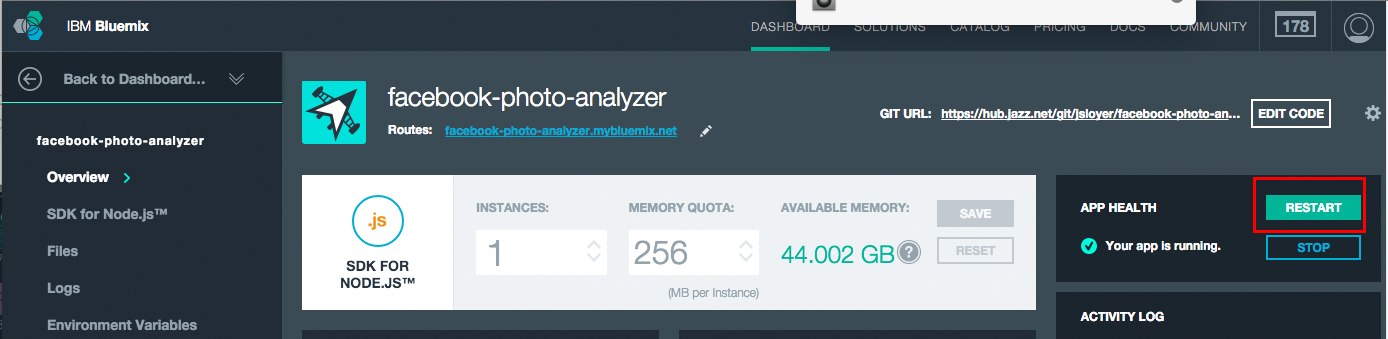 IBM Bluemix
DASHBOARD SOLUTIONS CATALOG PRICING DOCS COMMUNITY 178
Back to Dashboard...
facebook-photo-analyzer
Routes: facebook-photo-analyzer.mybluemix.net
GIT URL: https://hub.jazz.net/git/jsloyer/facebook-photo-an... EDIT CODE
facebook-photo-analyzer
Overview
SDK for Node.js™
Files
Logs
Environment Variables
.js
SDK FOR
NODE.JS™
INSTANCES: MEMORY QUOTA: AVAILABLE MEMORY: SAVE
1 256 44.002 GB ? RESET
(MB per Instance)
APP HEALTH RESTART
Your app is running. STOP
ACTIVITY LOG